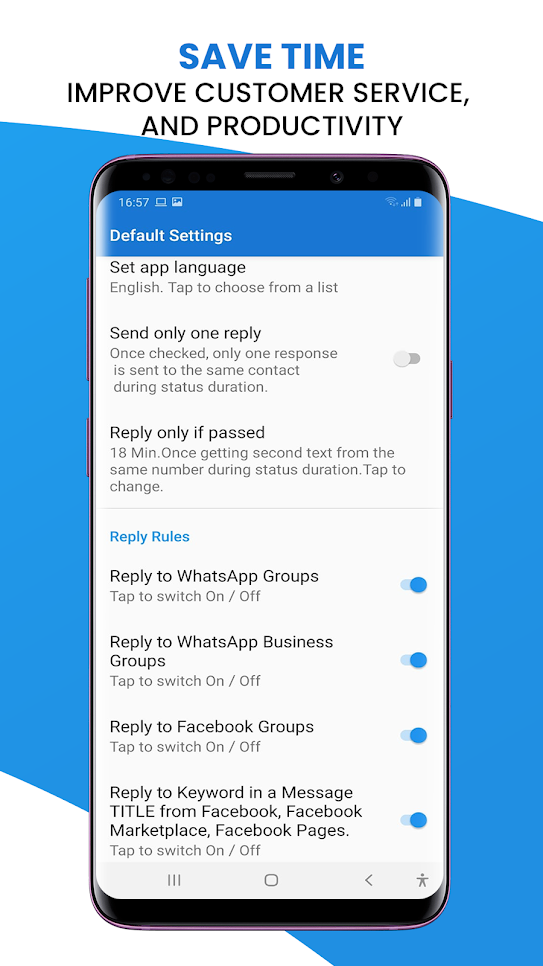 SAVE TIME
IMPROVE CUSTOMER SERVICE,
AND PRODUCTIVITY
16:57
Default Settings
Set app language
English. Tap to choose from a list
Send only one reply
Once checked, only one response
is sent to the same contact
during status duration.
Reply only if passed
18 Min.Once getting second text from the
same number during status duration.Tap to
change.
Reply Rules
Reply to WhatsApp Groups
Tap to switch On / Off
Reply to WhatsApp Business
Groups
Tap to switch On / Off
Reply to Facebook Groups
Tap to switch On / Off
Reply to Keyword in a Message
TITLE from Facebook, Facebook
Marketplace, Facebook Pages.
Tap to switch On / Off